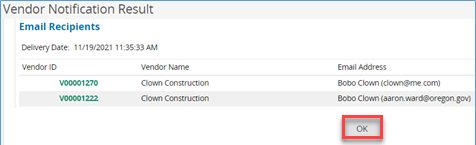 Vendor Notification Result
Email Recipients
Delivery Date: 11/19/2021 11:35:33 AM
Vendor ID Vendor Name Email Address
V00001270 Clown Construction Bobo Clown (clown@me.com)
V00001222 Clown Construction Bobo Clown (aaron.ward@oregon.gov)
OK